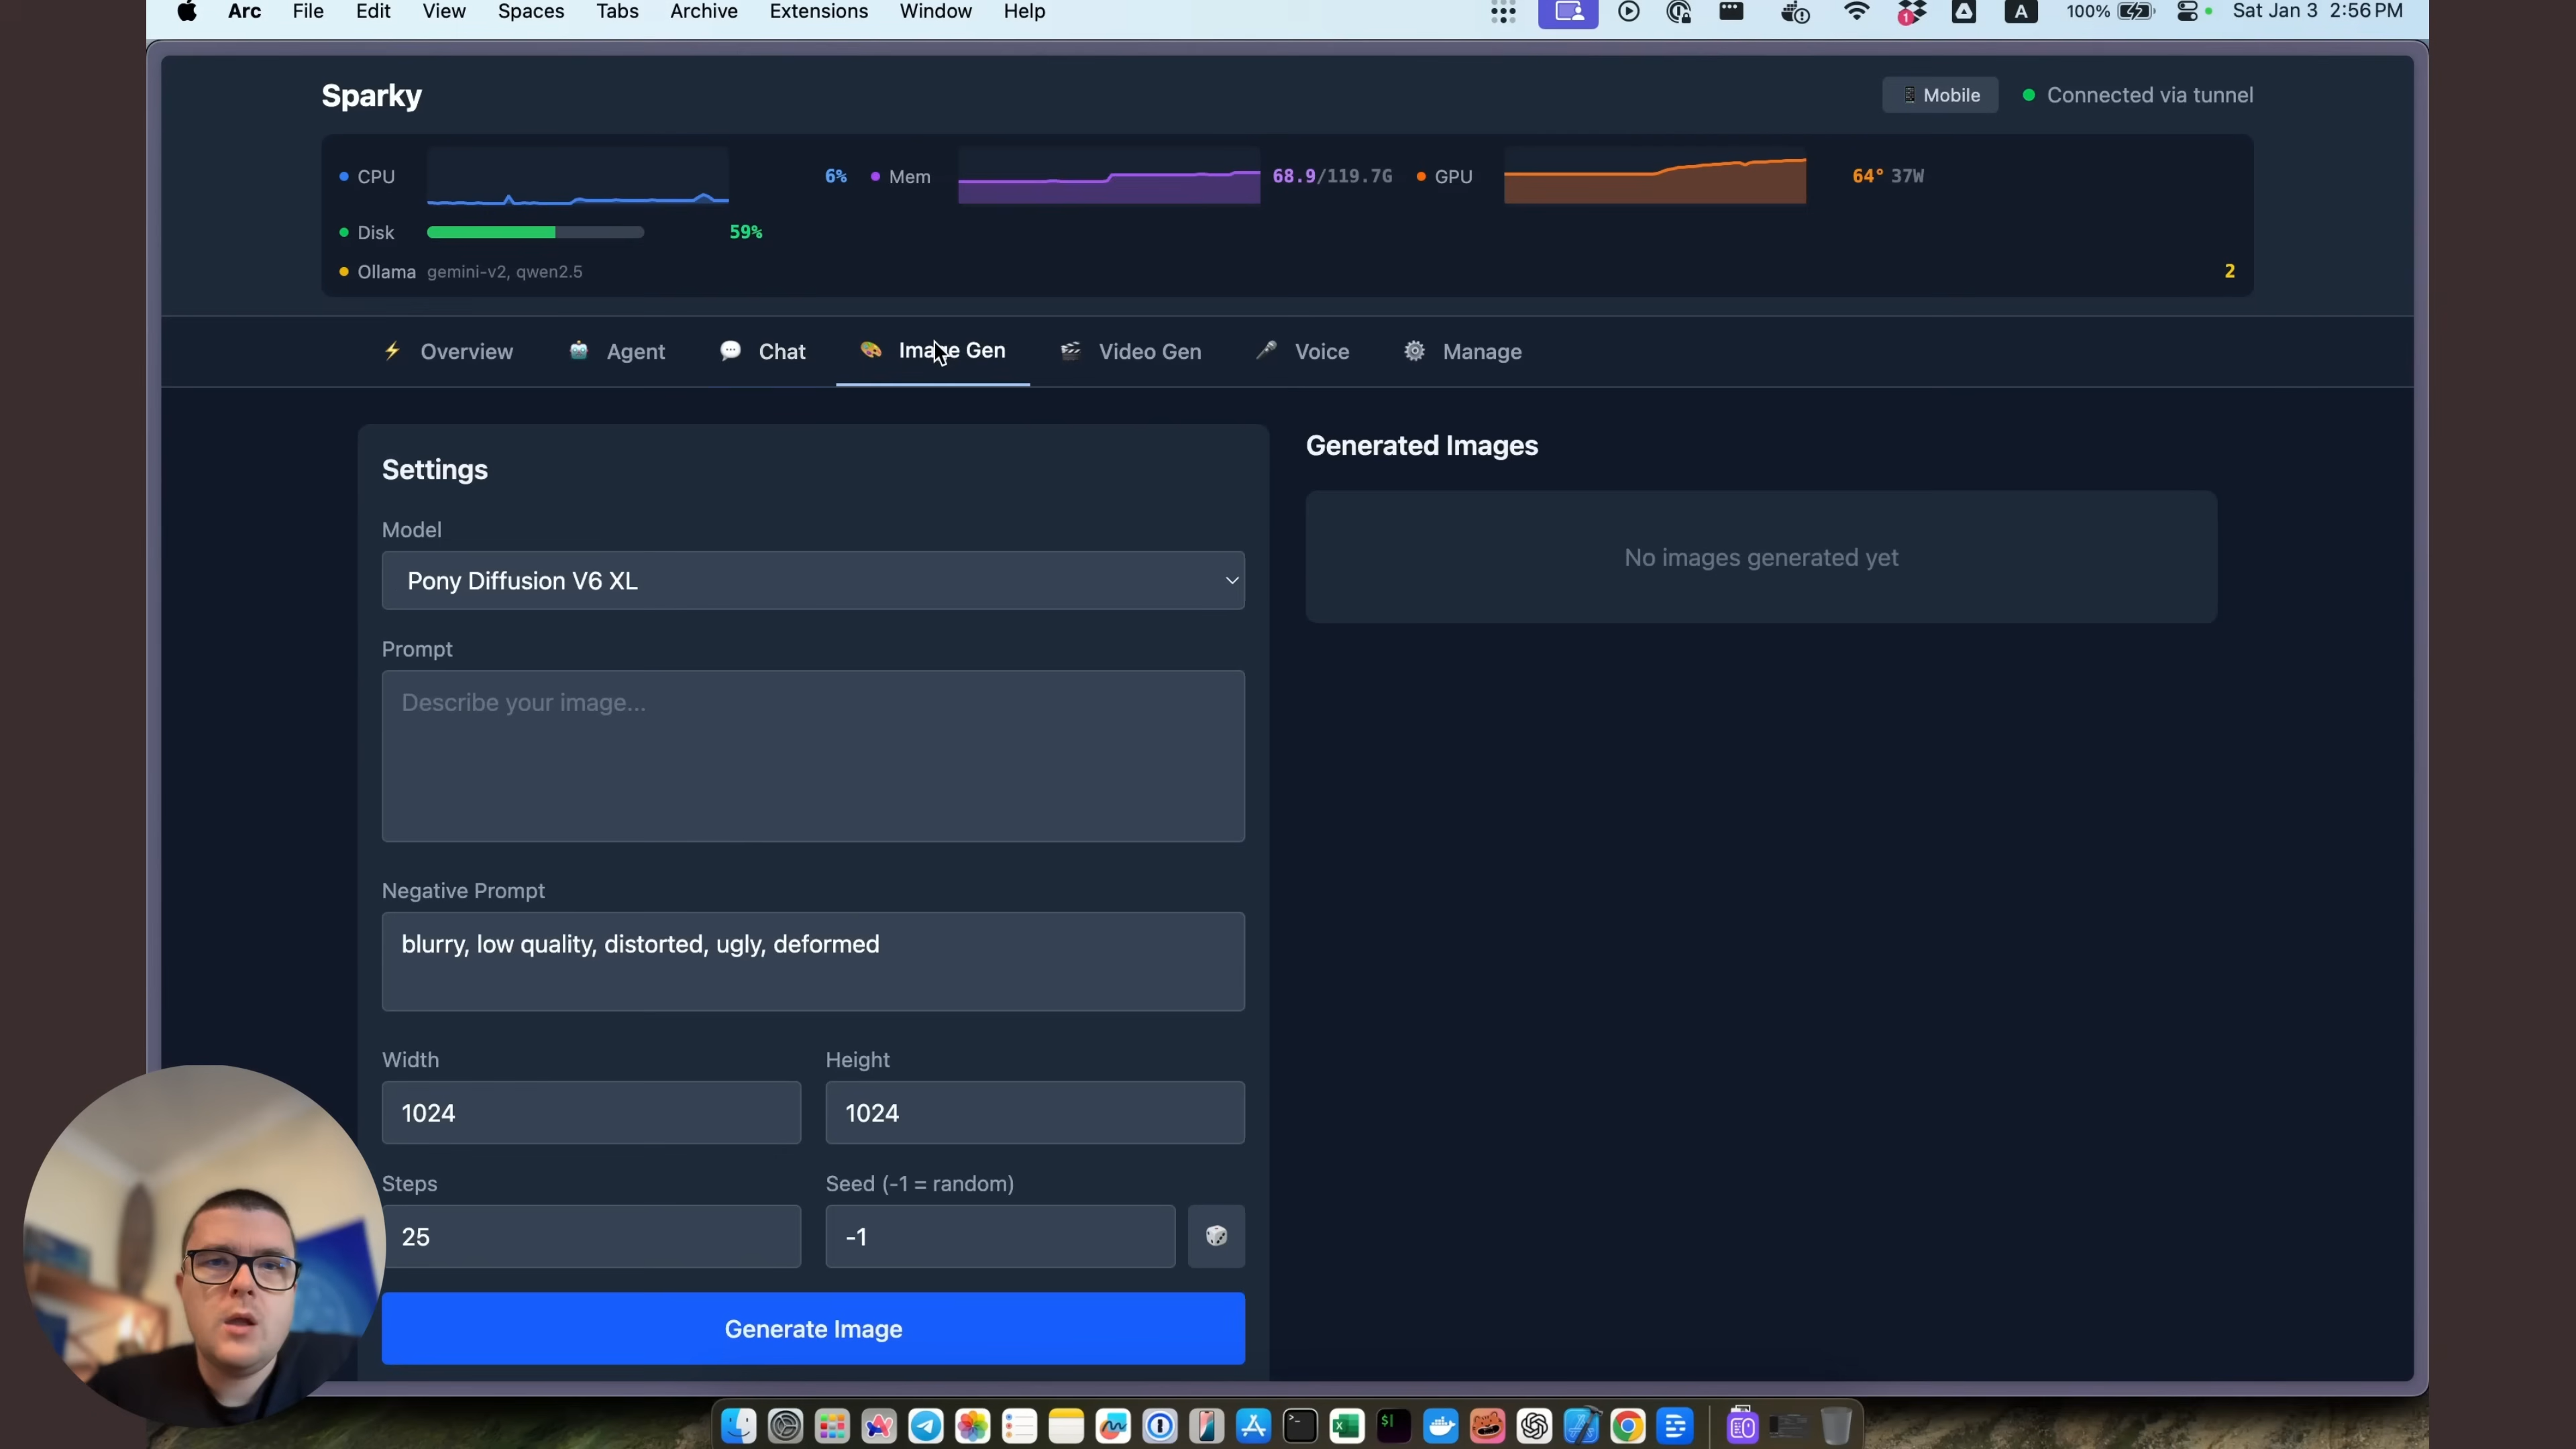 Arc File Edit View Spaces Tabs Archive Extensions Window Help 1 A 100% Sat Jan 3 2:56 PM
Sparky Mobile Connected via tunnel
CPU 6% Mem 68.9/119.7G GPU 64° 37W
Disk 59%
Ollama gemini-v2, qwen2.5 2
Overview Agent Chat Image Gen Video Gen Voice Manage
Settings
Model
Pony Diffusion V6 XL
Prompt
Describe your image...
Negative Prompt
blurry, low quality, distorted, ugly, deformed
Width Height
1024 1024
Steps Seed (-1 = random)
25 -1
Generate Image
Generated Images
No images generated yet